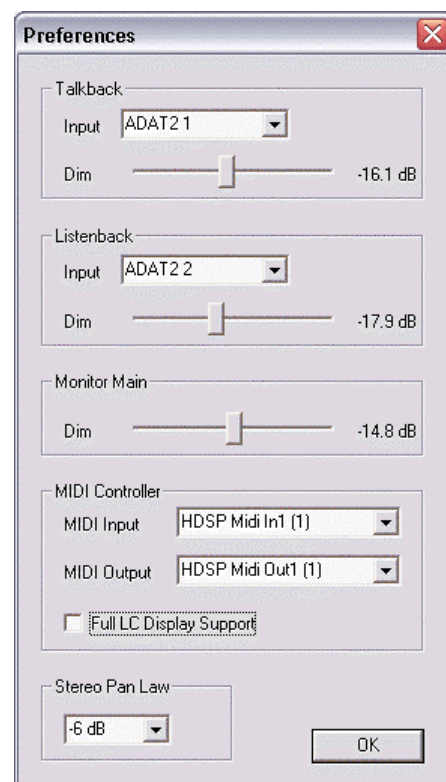 Preferences
Talkback
Input ADAT2 1
Dim -16.1 dB
Listenback
Input ADAT2 2
Dim -17.9 dB
Monitor Main
Dim -14.8 dB
MIDI Controller
MIDI Input HDSP Midi In1 (1)
MIDI Output HDSP Midi Out1 (1)
Full LC Display Support
Stereo Pan Law
-6 dB
OK